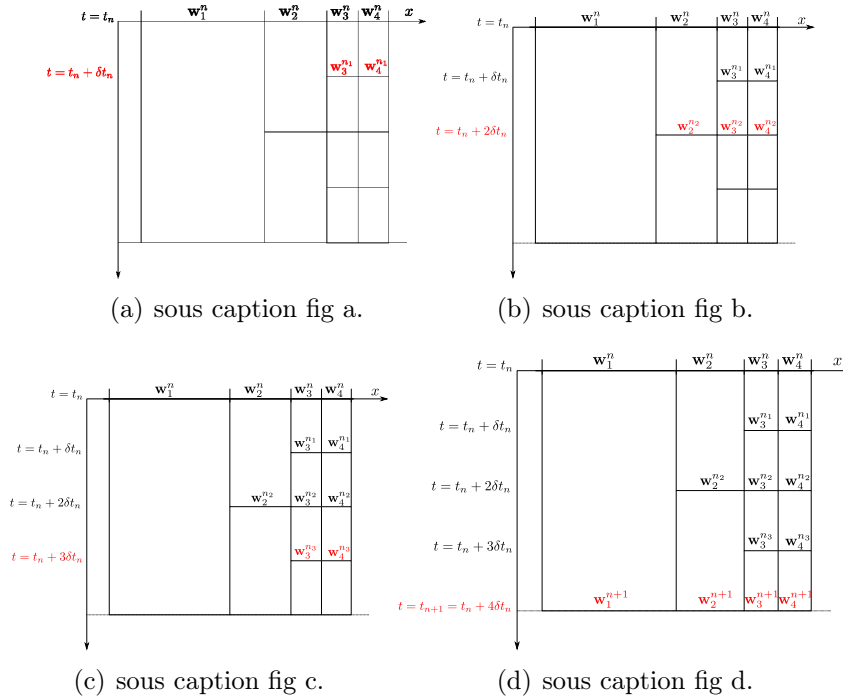 t = t_n w_1^n w_2^n w_3^n w_4^n x
t = t_n + δt_n w_3^{n_1} w_4^{n_1}
(a) sous caption fig a.
t = t_n w_1^n w_2^n w_3^n w_4^n x
t = t_n + δt_n w_3^{n_1} w_4^{n_1}
t = t_n + 2δt_n w_2^{n_2} w_3^{n_2} w_4^{n_2}
(b) sous caption fig b.
t = t_n w_1^n w_2^n w_3^n w_4^n x
t = t_n + δt_n w_3^{n_1} w_4^{n_1}
t = t_n + 2δt_n w_2^{n_2} w_3^{n_2} w_4^{n_2}
t = t_n + 3δt_n w_3^{n_3} w_4^{n_3}
(c) sous caption fig c.
t = t_n w_1^n w_2^n w_3^n w_4^n x
t = t_n + δt_n w_3^{n_1} w_4^{n_1}
t = t_n + 2δt_n w_2^{n_2} w_3^{n_2} w_4^{n_2}
t = t_n + 3δt_n w_3^{n_3} w_4^{n_3}
t = t_{n+1} = t_n + 4δt_n w_1^{n+1} w_2^{n+1} w_3^{n+1} w_4^{n+1}
(d) sous caption fig d.